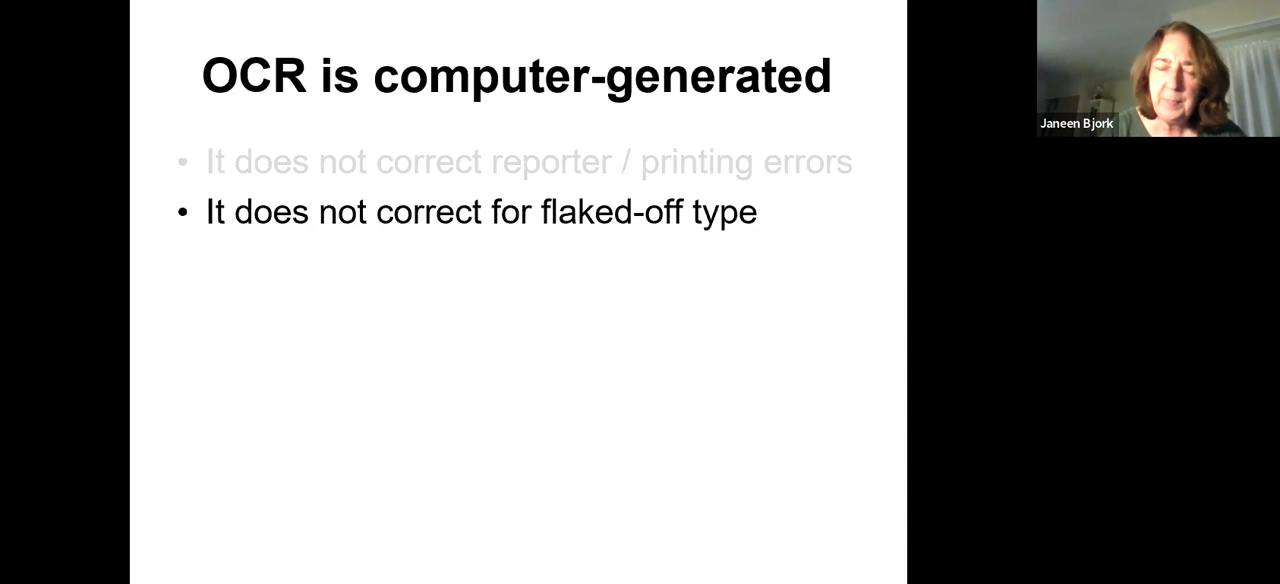 OCR is computer-generated
• It does not correct reporter / printing errors
• It does not correct for flaked-off type
Janeen Bjork